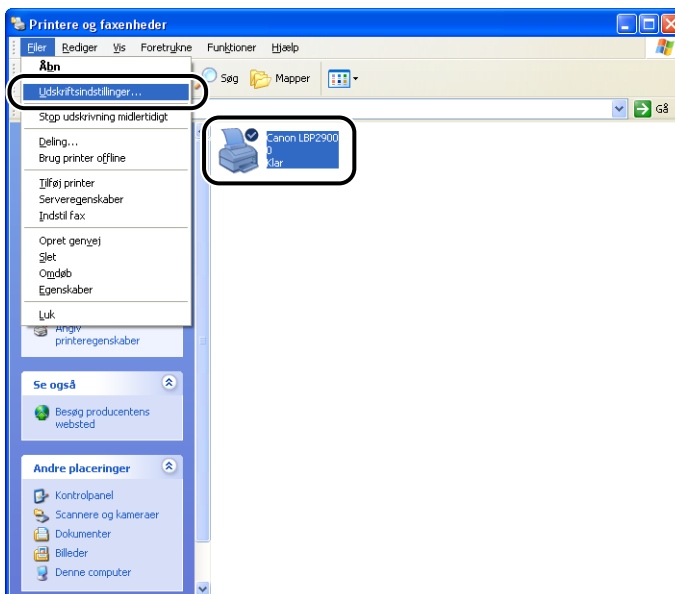 Printere og faxenheder
Filer Rediger Vis Foretrukne Funktioner Hjælp
Søg Mapper
Gå
Åbn
Udskriftsindstillinger...
Stop udskrivning midlertidigt
Deling...
Brug printer offline
Tilføj printer
Serveregenskaber
Indstil fax
Opret genvej
Slet
Omdøb
Egenskaber
Luk
Angiv
printeregenskaber
Se også
Besøg producentens
websted
Andre placeringer
Kontrolpanel
Scannere og kameraer
Dokumenter
Billeder
Denne computer
Canon LBP2900
0
Klar